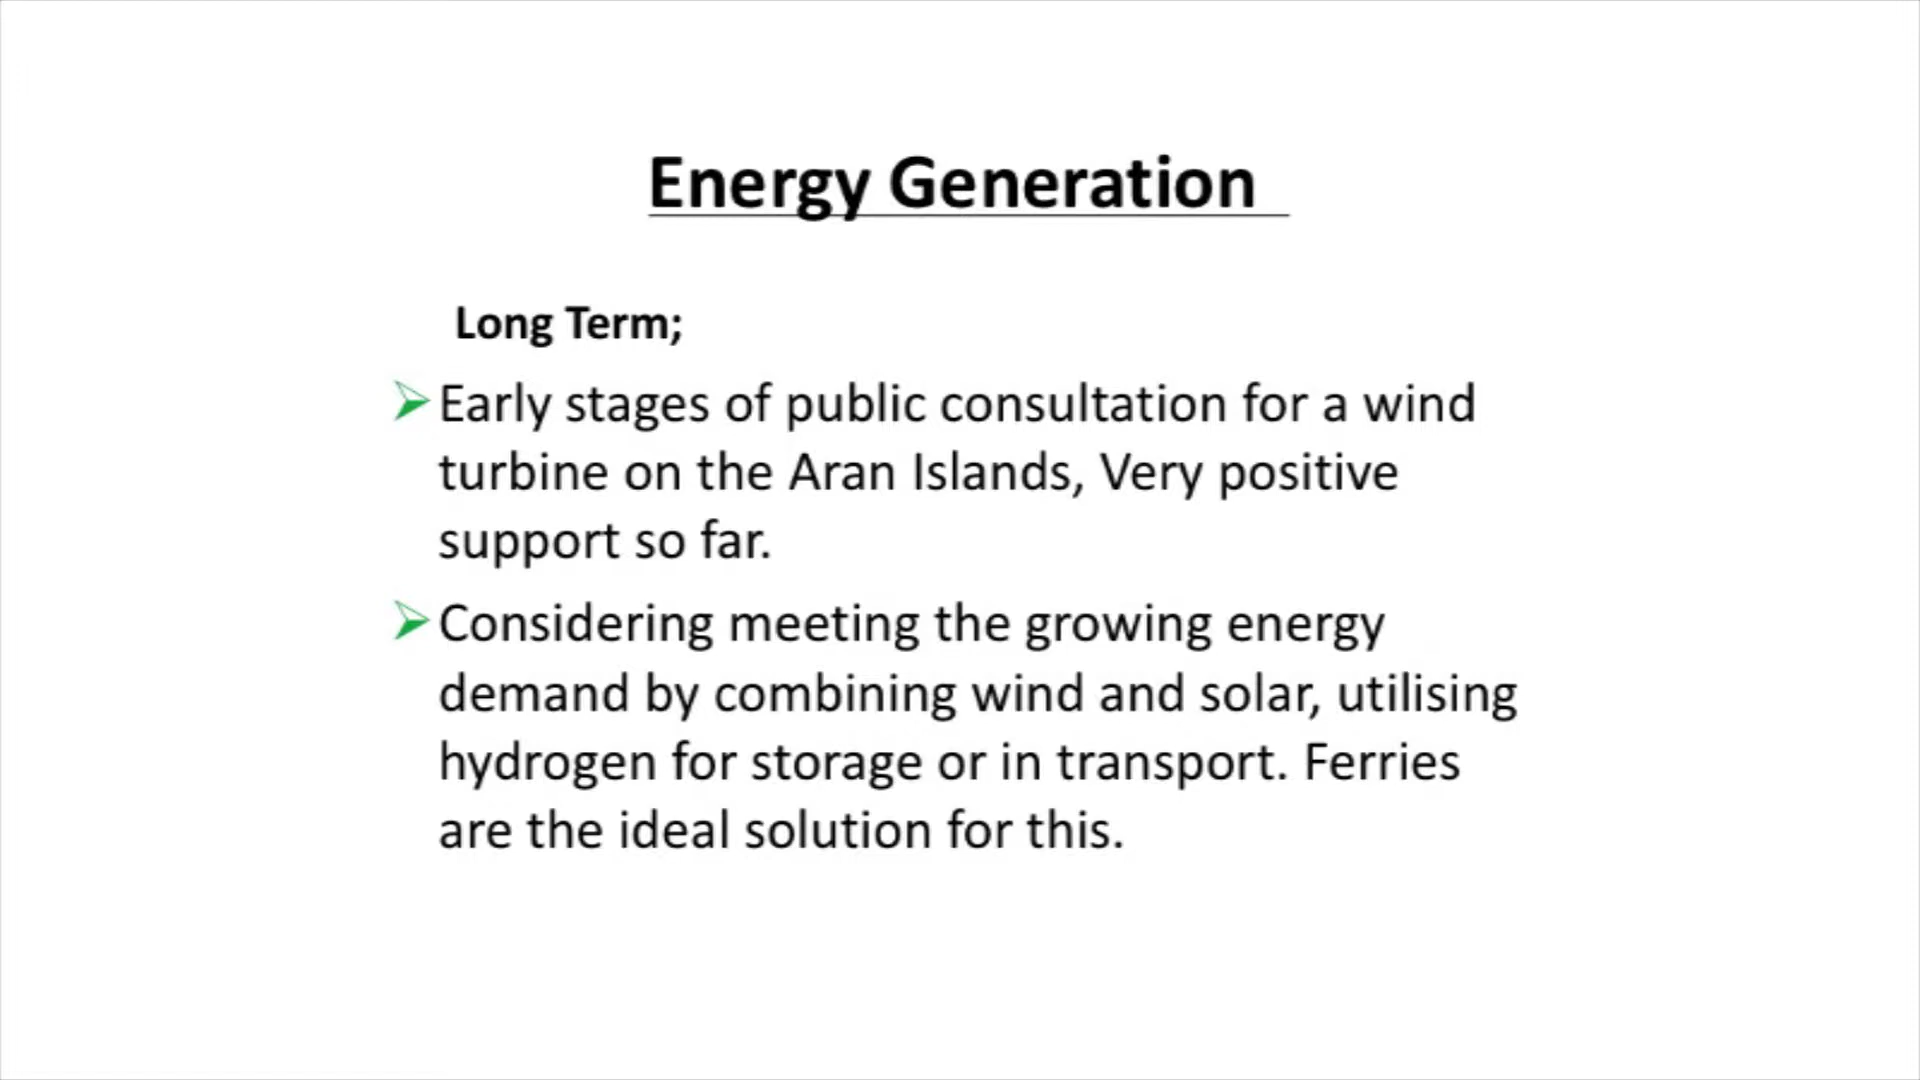 Energy Generation
Long Term;
Early stages of public consultation for a wind
turbine on the Aran Islands, Very positive
support so far.
Considering meeting the growing energy
demand by combining wind and solar, utilising
hydrogen for storage or in transport. Ferries
are the ideal solution for this.